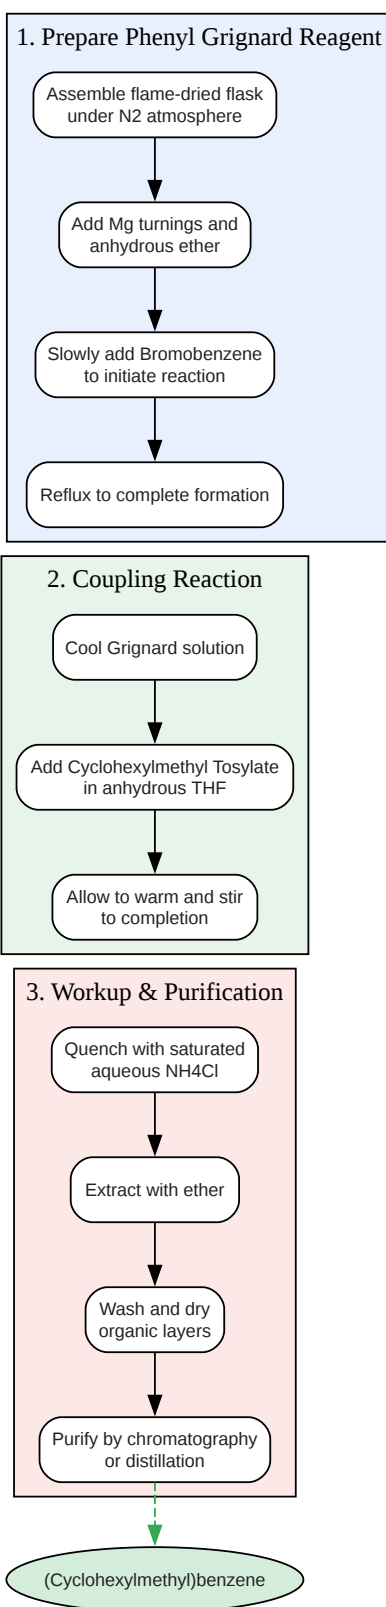 1. Prepare Phenyl Grignard Reagent
Assemble flame-dried flask
under N2 atmosphere
Add Mg turnings and
anhydrous ether
Slowly add Bromobenzene
to initiate reaction
Reflux to complete formation
2. Coupling Reaction
Cool Grignard solution
Add Cyclohexylmethyl Tosylate
in anhydrous THF
Allow to warm and stir
to completion
3. Workup & Purification
Quench with saturated
aqueous NH4Cl
Extract with ether
Wash and dry
organic layers
Purify by chromatography
or distillation
(Cyclohexylmethyl)benzene